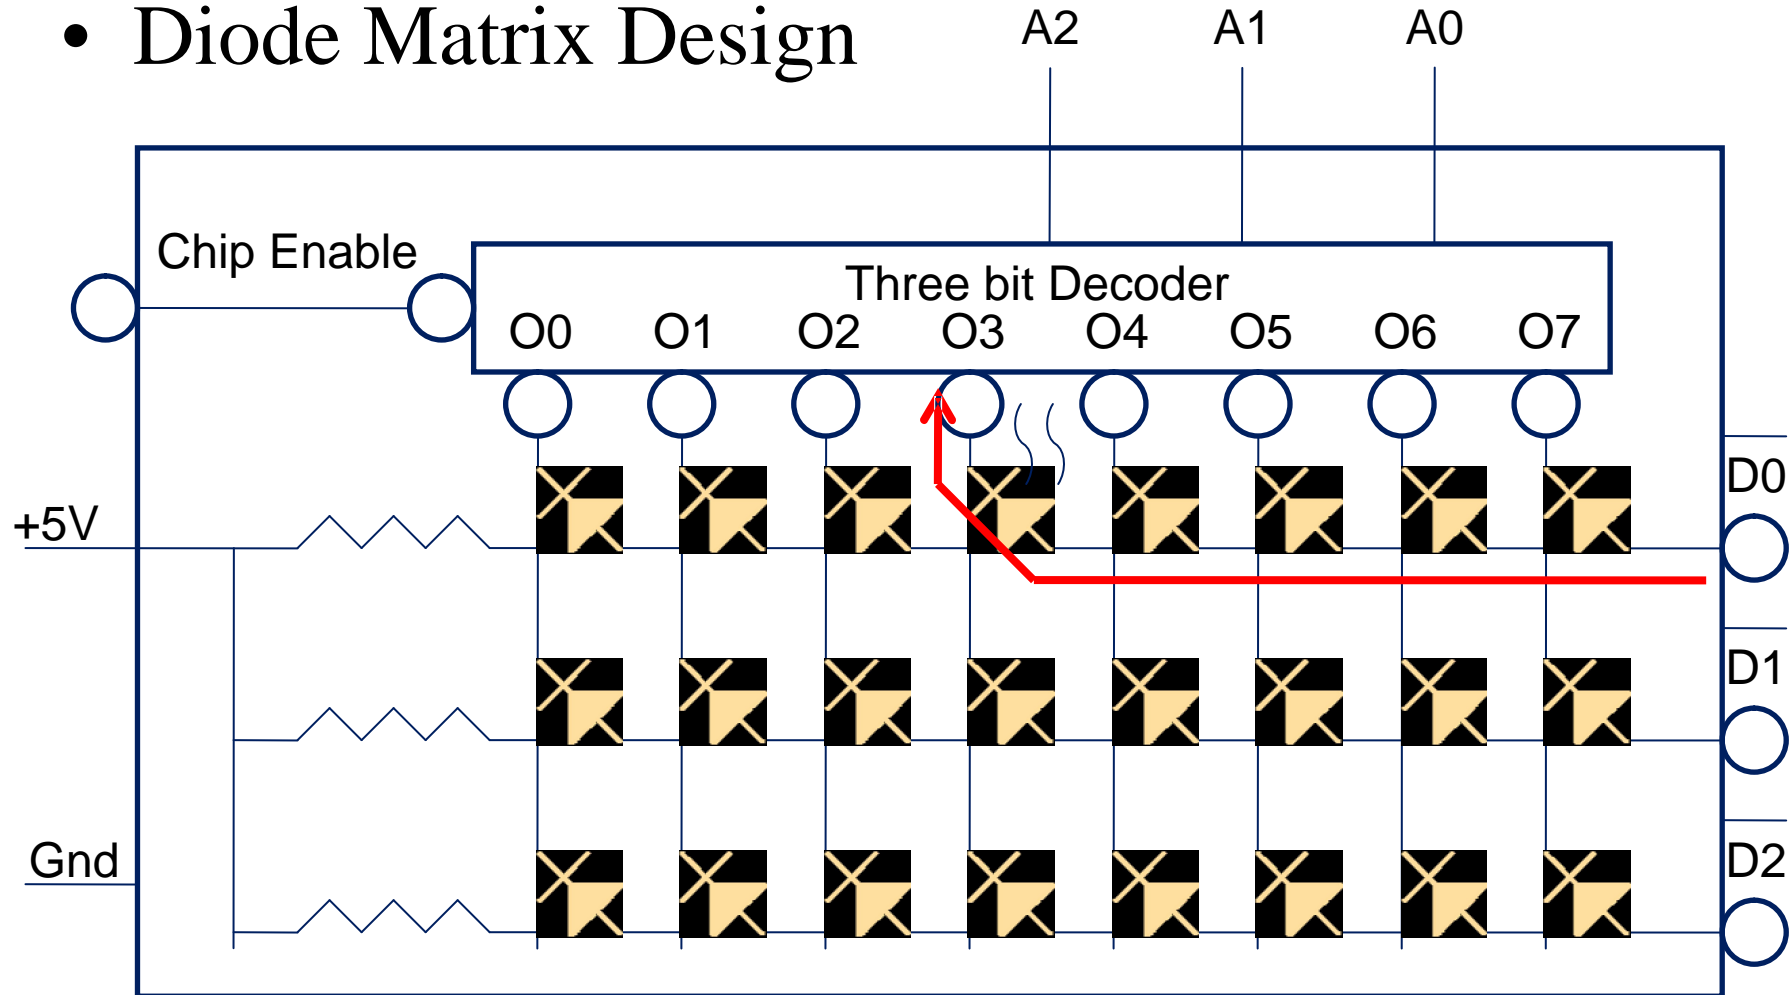 • Diode Matrix Design
A2 A1 A0
Chip Enable
Three bit Decoder
O0 O1 O2 O3 O4 O5 O6 O7
D0
+5V
D1
Gnd
D2